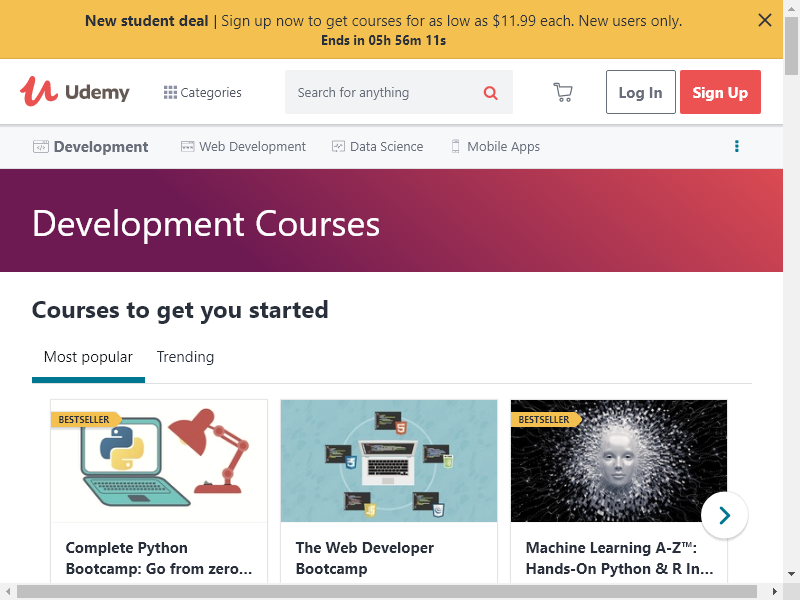 New student deal | Sign up now to get courses for as low as $11.99 each. New users only.
Ends in 05h 56m 11s
Udemy
Categories
Search for anything
Log In
Sign Up
Development
Web Development
Data Science
Mobile Apps
Development Courses
Courses to get you started
Most popular
Trending
BESTSELLER
BESTSELLER
Complete Python
Bootcamp: Go from zero...
The Web Developer
Bootcamp
Machine Learning A-Z™:
Hands-On Python & R In...